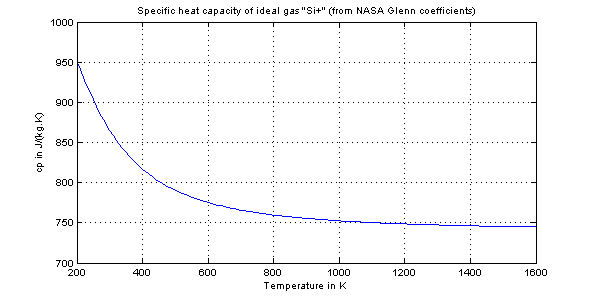 Specific heat capacity of ideal gas "Si+" (from NASA Glenn coefficients)
1000
950
900
850
800
750
700
cp in J/(kg.K)
200 400 600 800 1000 1200 1400 1600
Temperature in K